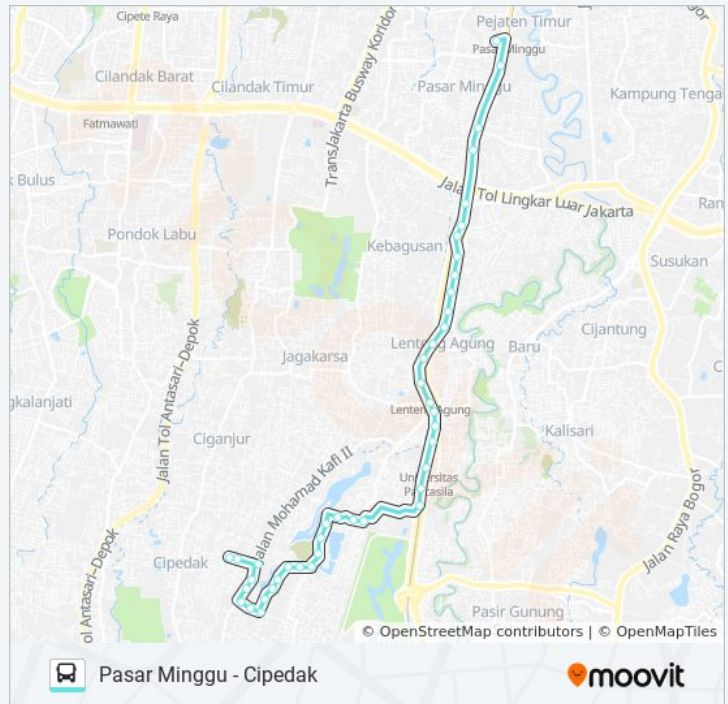 Cipete Raya
Pejaten Timur
Pasar Minggu
Cilandak Barat
Cilandak Timur
TransJakarta Busway Koridor
Pasar Minggu
Kampung Tenga
Fatmawati
Bulus
Jalan Tol Lingkar Luar Jakarta
Pondok Labu
Kebagusan
Susukan
Jalan Tol Antasari–Depok
Lenteng Agung
Baru
Cijantung
Jagakarsa
gkalanjati
Lenteng Agung
Kalisari
Ciganjur
Jalan Mohamad Kafi II
Universitas
Pancasila
Jalan Raya Bogor
Cipedak
ol Antasari–Depok
Pasir Gunung
© OpenStreetMap contributors | © OpenMapTiles
Pasar Minggu - Cipedak
moovit